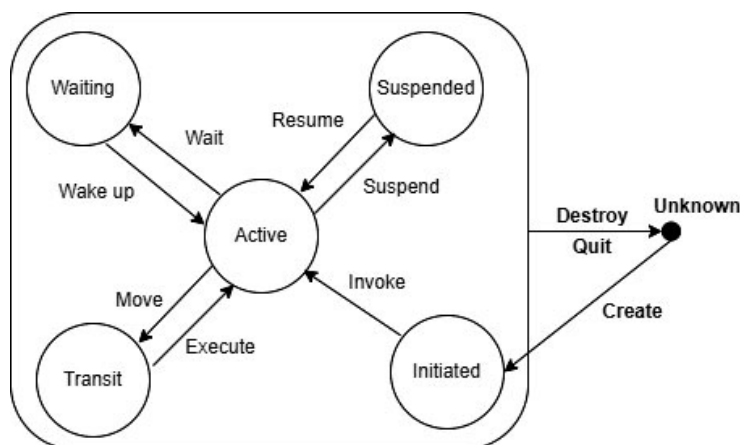 Waiting
Suspended
Resume
Wait
Wake up
Suspend
Active
Destroy
Unknown
Quit
Move
Invoke
Create
Execute
Transit
Initiated